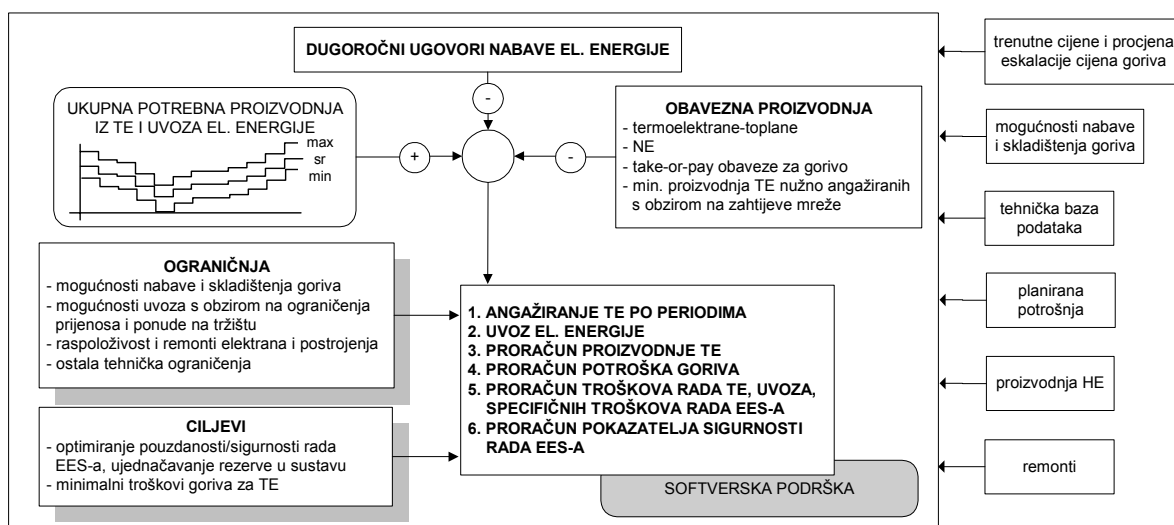 DUGOROČNI UGOVORI NABAVE EL. ENERGIJE
-
UKUPNA POTREBNA PROIZVODNJA
IZ TE I UVOZA EL. ENERGIJE
max
sr
min
+
-
OBAVEZNA PROIZVODNJA
- termoelektrane-toplane
- NE
- take-or-pay obaveze za gorivo
- min. proizvodnja TE nužno angažiranih
s obzirom na zahtijeve mreže
OGRANIČNJA
- mogućnosti nabave i skladištenja goriva
- mogućnosti uvoza s obzirom na ograničenja
prijenosa i ponude na tržištu
- raspoloživost i remonti elektrana i postrojenja
- ostala tehnička ograničenja
CILJEVI
- optimiranje pouzdanosti/sigurnosti rada
EES-a, ujednačavanje rezerve u sustavu
- minimalni troškovi goriva za TE
1. ANGAŽIRANJE TE PO PERIODIMA
2. UVOZ EL. ENERGIJE
3. PRORAČUN PROIZVODNJE TE
4. PRORAČUN POTROŠKA GORIVA
5. PRORAČUN TROŠKOVA RADA TE, UVOZA,
SPECIFIČNIH TROŠKOVA RADA EES-A
6. PRORAČUN POKAZATELJA SIGURNOSTI
RADA EES-A
SOFTVERSKA PODRŠKA
trenutne cijene i procjena
eskalacije cijena goriva
mogućnosti nabave
i skladištenja goriva
tehnička baza
podataka
planirana
potrošnja
proizvodnja HE
remonti